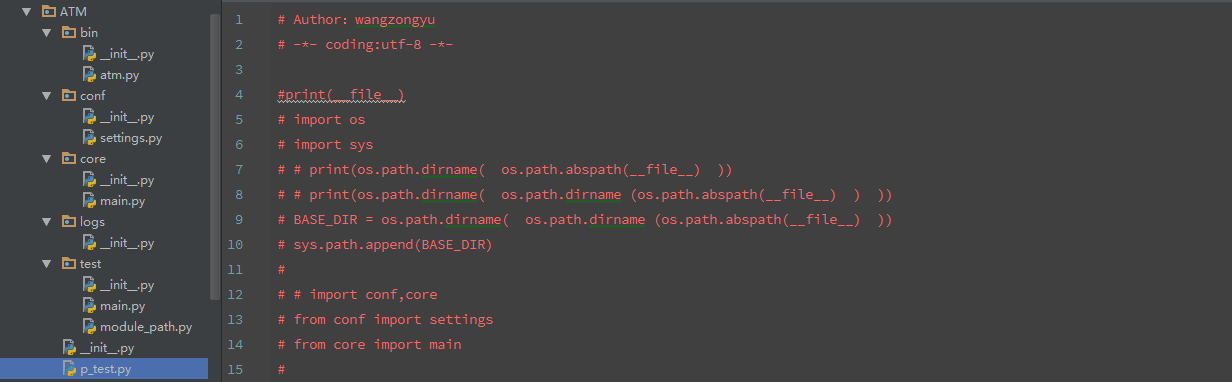 ATM
bin
__init__.py
atm.py
conf
__init__.py
settings.py
core
__init__.py
main.py
logs
__init__.py
test
__init__.py
main.py
module_path.py
__init__.py
p_test.py
1 # Author: wangzongyu
2 # -*- coding:utf-8 -*-
3
4 #print(__file__)
5 # import os
6 # import sys
7 # # print(os.path.dirname(  os.path.abspath(__file__)  ))
8 # # print(os.path.dirname(  os.path.dirname (os.path.abspath(__file__)  )  ))
9 # BASE_DIR = os.path.dirname(  os.path.dirname (os.path.abspath(__file__)  ))
10 # sys.path.append(BASE_DIR)
11 #
12 # # import conf,core
13 # from conf import settings
14 # from core import main
15 #